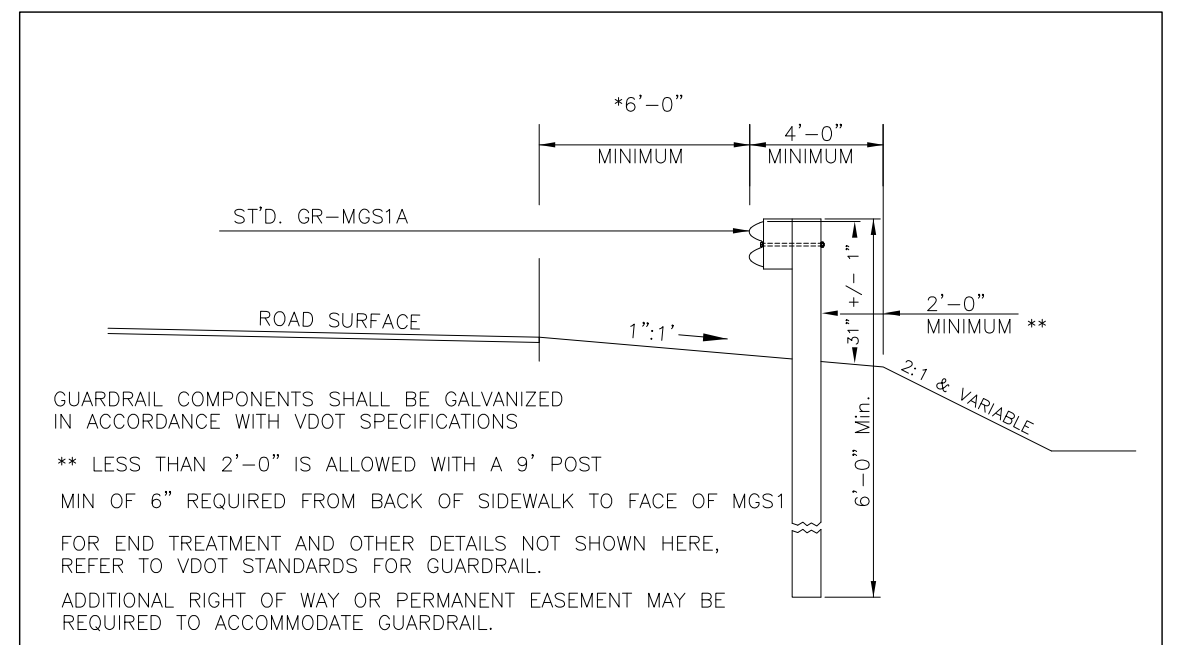 *6'-0"
4'-0"
MINIMUM
MINIMUM
ST'D. GR-MGS1A
31" +/- 1"
2'-0"
MINIMUM **
ROAD SURFACE
1":1'
2:1 & VARIABLE
6'-0" Min.
GUARDRAIL COMPONENTS SHALL BE GALVANIZED
IN ACCORDANCE WITH VDOT SPECIFICATIONS
** LESS THAN 2'-0" IS ALLOWED WITH A 9' POST
MIN OF 6" REQUIRED FROM BACK OF SIDEWALK TO FACE OF MGS1
FOR END TREATMENT AND OTHER DETAILS NOT SHOWN HERE,
REFER TO VDOT STANDARDS FOR GUARDRAIL.
ADDITIONAL RIGHT OF WAY OR PERMANENT EASEMENT MAY BE
REQUIRED TO ACCOMMODATE GUARDRAIL.